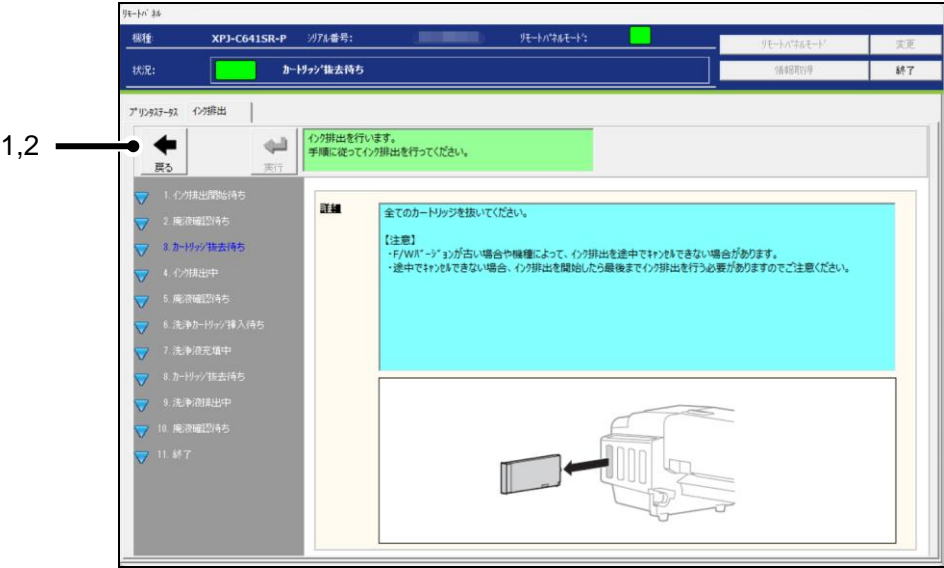 ﾘﾓｰﾄﾊﾟﾈﾙ
機種:
XPJ-C641SR-P
ｼﾘｱﾙ番号:
ﾘﾓｰﾄﾊﾟﾈﾙﾓｰﾄﾞ:
ﾘﾓｰﾄﾊﾟﾈﾙﾓｰﾄﾞ
変更
状況:
ｶｰﾄﾘｯｼﾞ抜去待ち
情報取得
終了
ﾌﾟﾘﾝﾀｽﾃｰﾀｽ
ｲﾝｸ排出
1,2
戻る
実行
ｲﾝｸ排出を行います。
手順に従ってｲﾝｸ排出を行ってください。
1. ｲﾝｸ排出開始待ち
2. 廃液確認待ち
3. ｶｰﾄﾘｯｼﾞ抜去待ち
4. ｲﾝｸ排出中
5. 廃液確認待ち
6. 洗浄ｶｰﾄﾘｯｼﾞ挿入待ち
7. 洗浄液充填中
8. ｶｰﾄﾘｯｼﾞ抜去待ち
9. 洗浄液排出中
10. 廃液確認待ち
11. 終了
詳細
全てのカートリッジを抜いてください。
【注意】
・F/Wﾊﾞｰｼﾞｮﾝが古い場合や機種によって、ｲﾝｸ排出を途中でｷｬﾝｾﾙできない場合があります。
・途中でｷｬﾝｾﾙできない場合、ｲﾝｸ排出を開始したら最後までｲﾝｸ排出を行う必要がありますのでご注意ください。